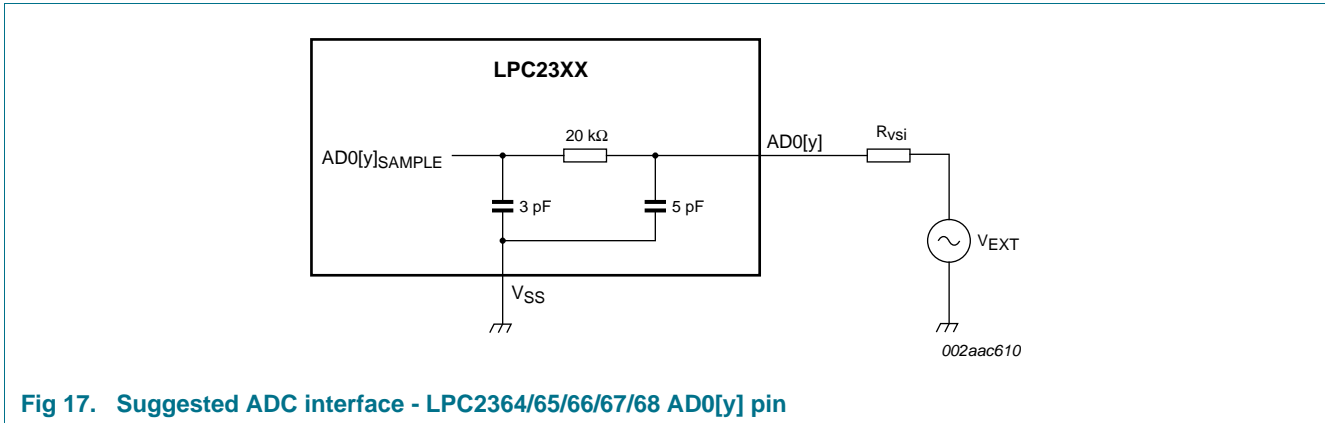 LPC23XX
20 kΩ
AD0[y]SAMPLE
AD0[y]
Rvsi
3 pF
5 pF
VEXT
VSS
002aac610
Fig 17. Suggested ADC interface - LPC2364/65/66/67/68 AD0[y] pin